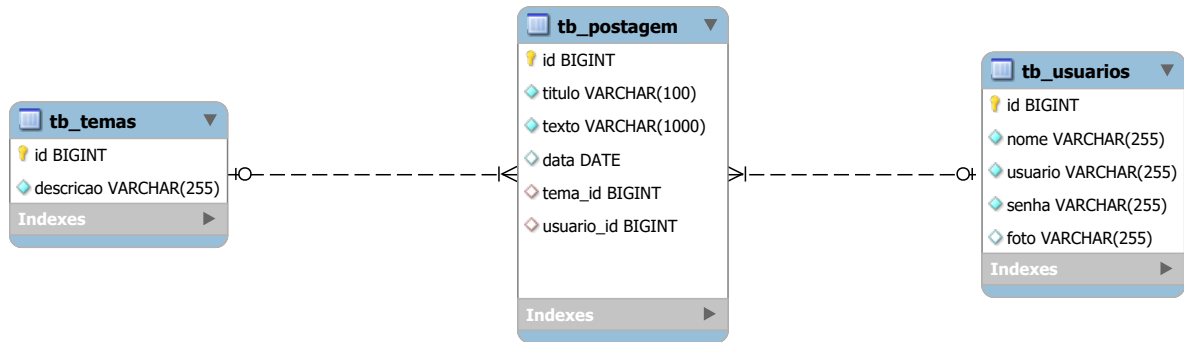 tb_temas
id BIGINT
descricao VARCHAR(255)
Indexes
tb_postagem
id BIGINT
titulo VARCHAR(100)
texto VARCHAR(1000)
data DATE
tema_id BIGINT
usuario_id BIGINT
Indexes
tb_usuarios
id BIGINT
nome VARCHAR(255)
usuario VARCHAR(255)
senha VARCHAR(255)
foto VARCHAR(255)
Indexes